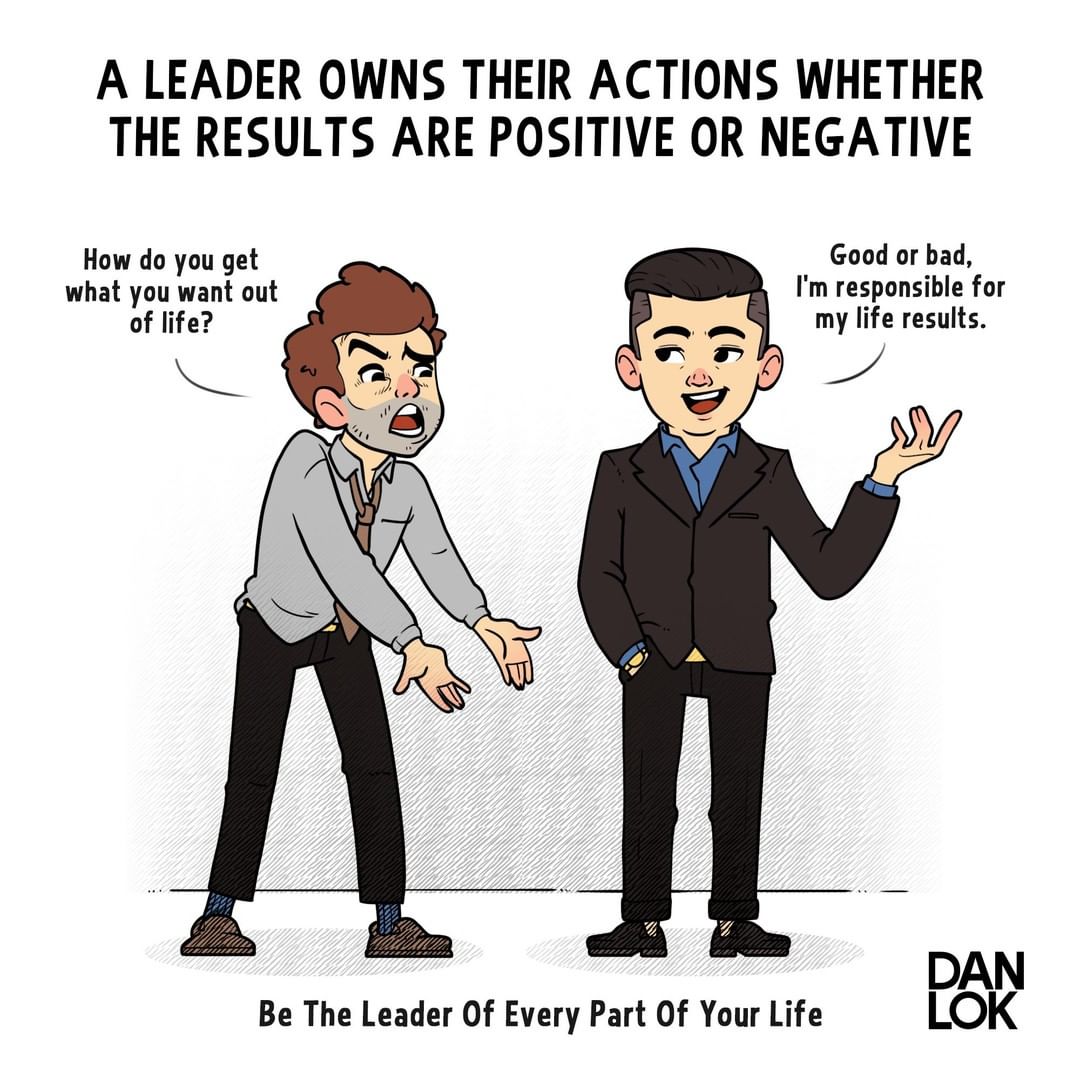 A LEADER OWNS THEIR ACTIONS WHETHER
THE RESULTS ARE POSITIVE OR NEGATIVE
How do you get
what you want out
of life?
Good or bad,
I'm responsible for
my life results.
Be The Leader Of Every Part Of Your Life
DAN
LOK